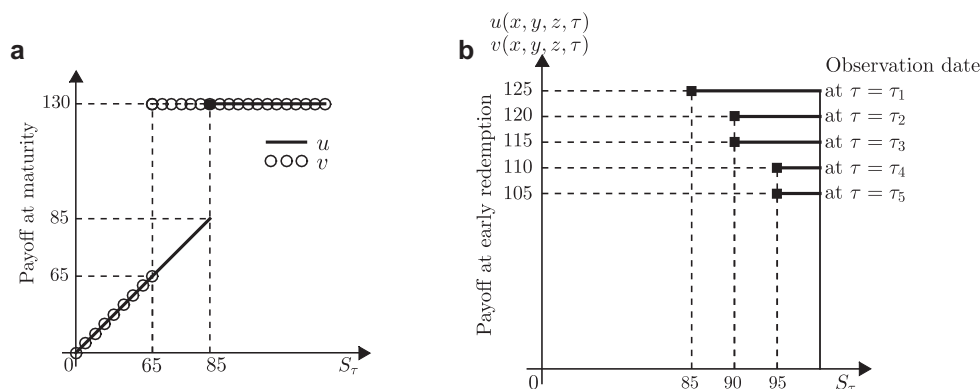 a
Payoff at maturity
130
85
65
0
65
85
S_τ
u
v
b
u(x, y, z, τ)
v(x, y, z, τ)
Payoff at early redemption
Observation date
125
at τ = τ₁
120
at τ = τ₂
115
at τ = τ₃
110
at τ = τ₄
105
at τ = τ₅
0
85
90
95
S_τ